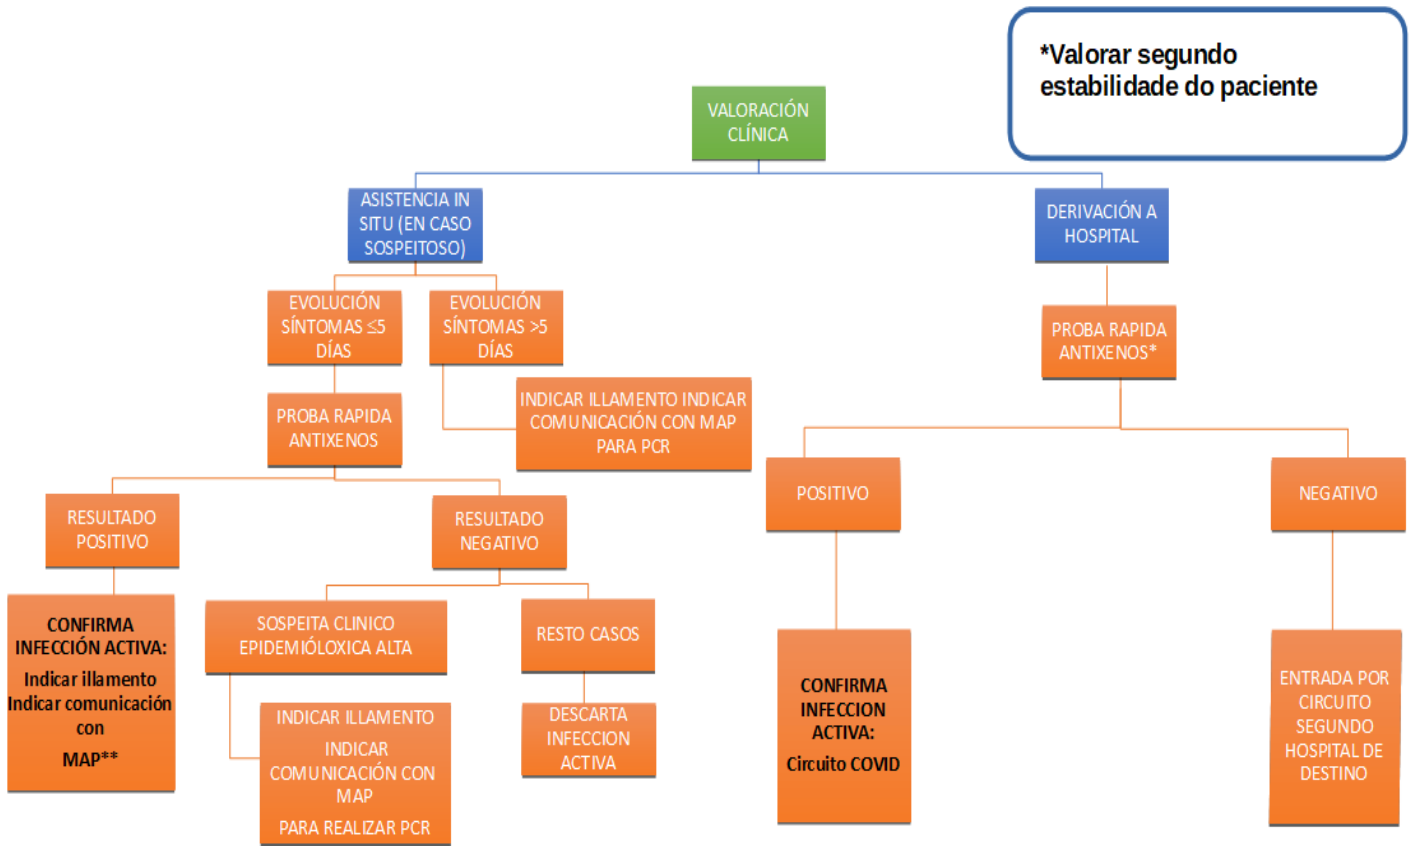 *Valorar segundo
estabilidade do paciente
VALORACIÓN
CLÍNICA
ASISTENCIA IN
SITU (EN CASO
SOSPEITOSO)
DERIVACIÓN A
HOSPITAL
EVOLUCIÓN
SÍNTOMAS ≤5
DÍAS
EVOLUCIÓN
SÍNTOMAS >5
DÍAS
PROBA RAPIDA
ANTIXENOS*
INDICAR ILLAMENTO INDICAR
COMUNICACIÓN CON MAP
PARA PCR
PROBA RAPIDA
ANTIXENOS
POSITIVO
NEGATIVO
RESULTADO
POSITIVO
RESULTADO
NEGATIVO
CONFIRMA
INFECCIÓN ACTIVA:
Indicar illamento
Indicar comunicación
con
MAP**
SOSPEITA CLINICO
EPIDEMIÓLOXICA ALTA
RESTO CASOS
INDICAR ILLAMENTO
INDICAR
COMUNICACIÓN CON
MAP
PARA REALIZAR PCR
DESCARTA
INFECCION
ACTIVA
CONFIRMA
INFECCION
ACTIVA:
Circuito COVID
ENTRADA POR
CIRCUITO
SEGUNDO
HOSPITAL DE
DESTINO